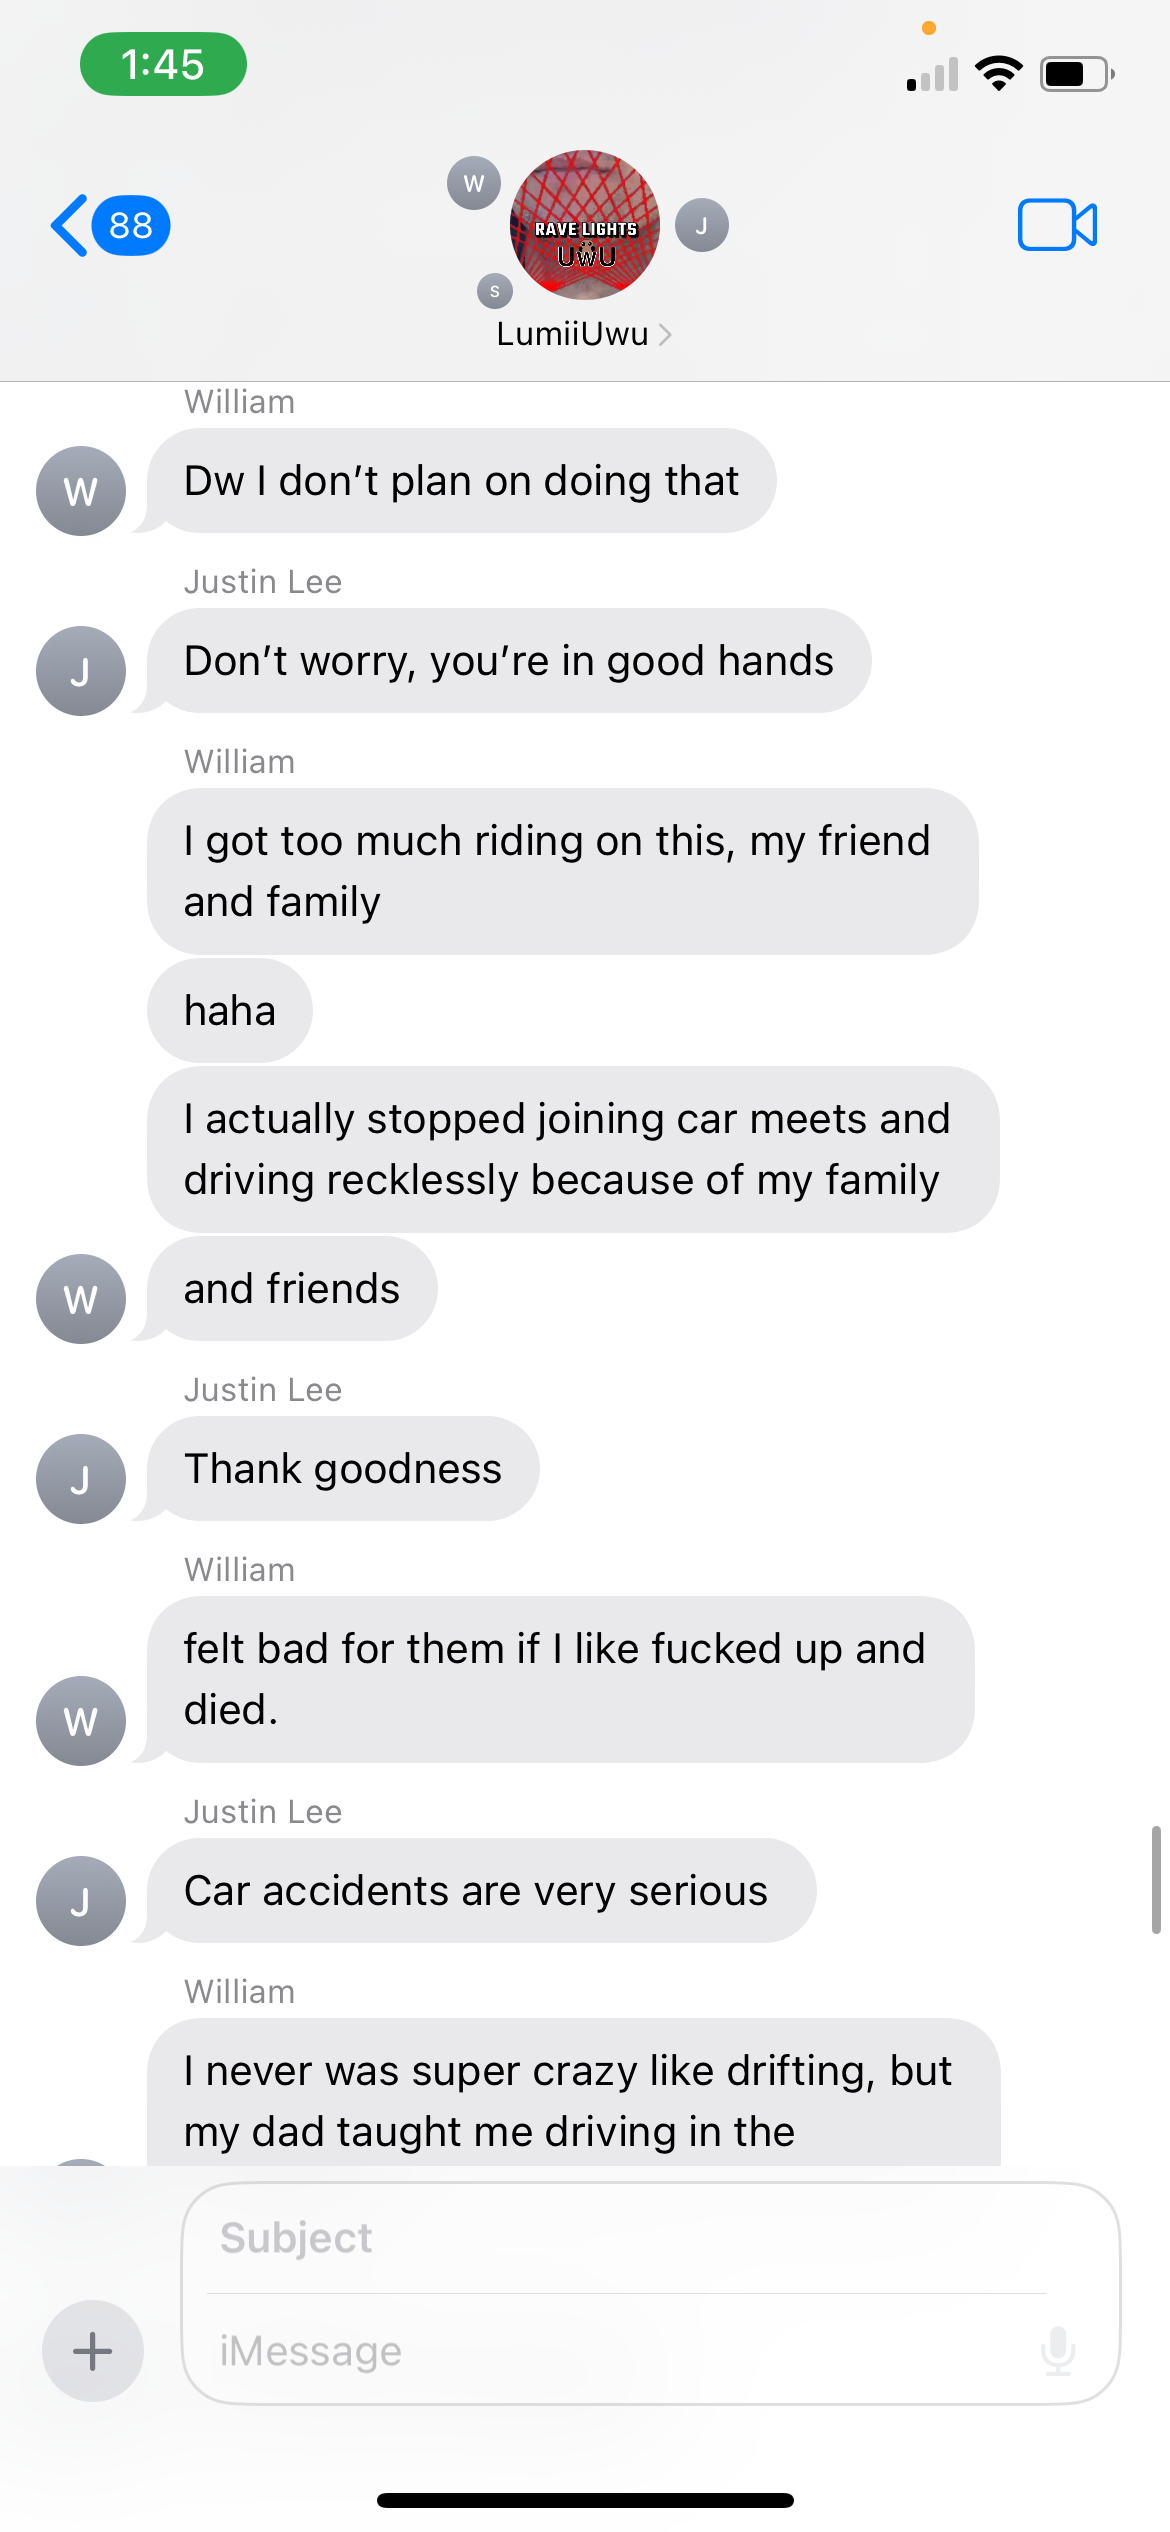 1:45
88
W
RAVE LIGHTS
UWU
J
S
LumiiUwu
William
W
Dw I don’t plan on doing that
Justin Lee
J
Don’t worry, you’re in good hands
William
I got too much riding on this, my friend
and family
haha
I actually stopped joining car meets and
driving recklessly because of my family
W
and friends
Justin Lee
J
Thank goodness
William
felt bad for them if I like fucked up and
died.
W
Justin Lee
J
Car accidents are very serious
William
I never was super crazy like drifting, but
my dad taught me driving in the
Subject
iMessage